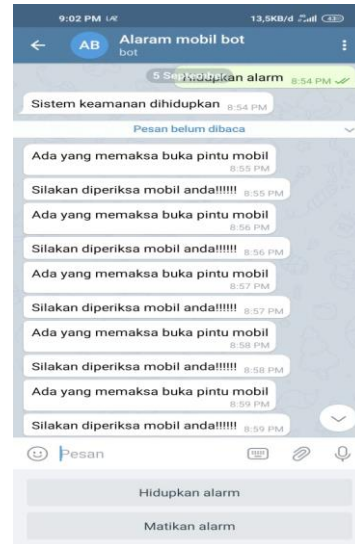 9:02 PM
13,5KB/d
AB
Alaram mobil bot
bot
5 September
Hidupkan alarm 8:54 PM
Sistem keamanan dihidupkan 8:54 PM
Pesan belum dibaca
Ada yang memaksa buka pintu mobil
8:55 PM
Silakan diperiksa mobil anda!!!!!! 8:55 PM
Ada yang memaksa buka pintu mobil
8:56 PM
Silakan diperiksa mobil anda!!!!!! 8:56 PM
Ada yang memaksa buka pintu mobil
8:57 PM
Silakan diperiksa mobil anda!!!!!! 8:57 PM
Ada yang memaksa buka pintu mobil
8:58 PM
Silakan diperiksa mobil anda!!!!!! 8:58 PM
Ada yang memaksa buka pintu mobil
8:59 PM
Silakan diperiksa mobil anda!!!!!! 8:59 PM
Pesan
Hidupkan alarm
Matikan alarm